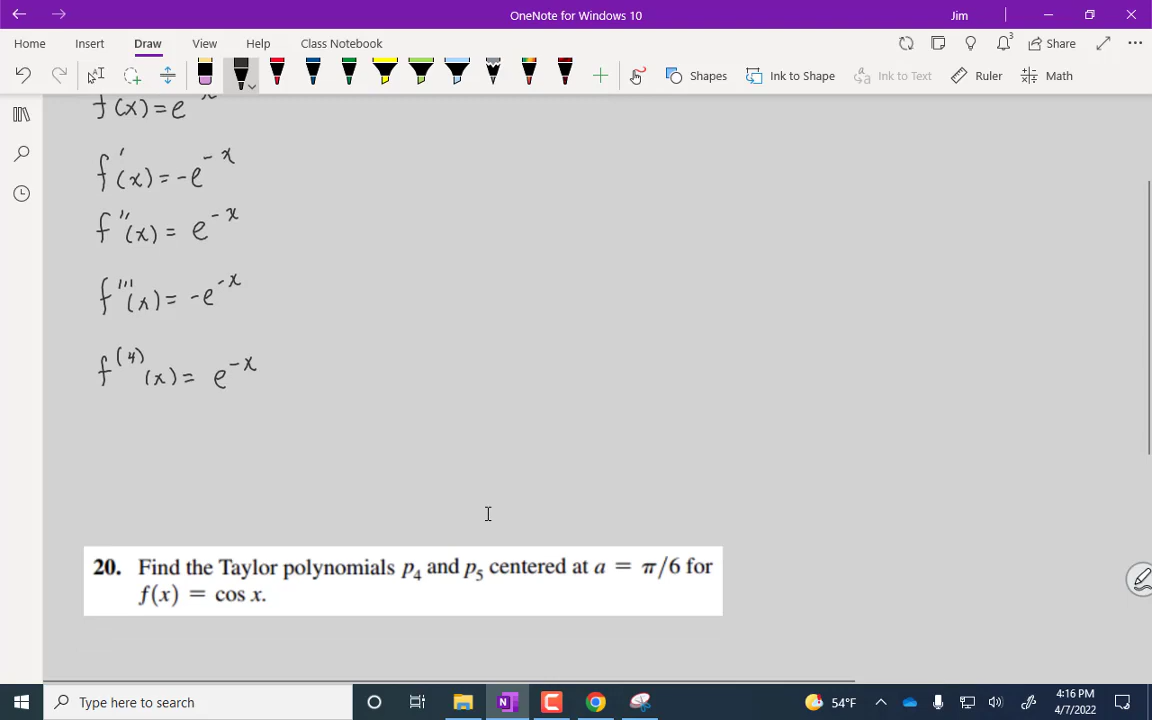 OneNote for Windows 10
Jim
Home Insert Draw View Help Class Notebook
Share
Shapes Ink to Shape Ink to Text Ruler Math
f(x) = e^-x
f'(x) = -e^-x
f''(x) = e^-x
f'''(x) = -e^-x
f^(4)(x) = e^-x
20. Find the Taylor polynomials p₄ and p₅ centered at a = π/6 for
f(x) = cos x.
Type here to search
54°F
4:16 PM
4/7/2022